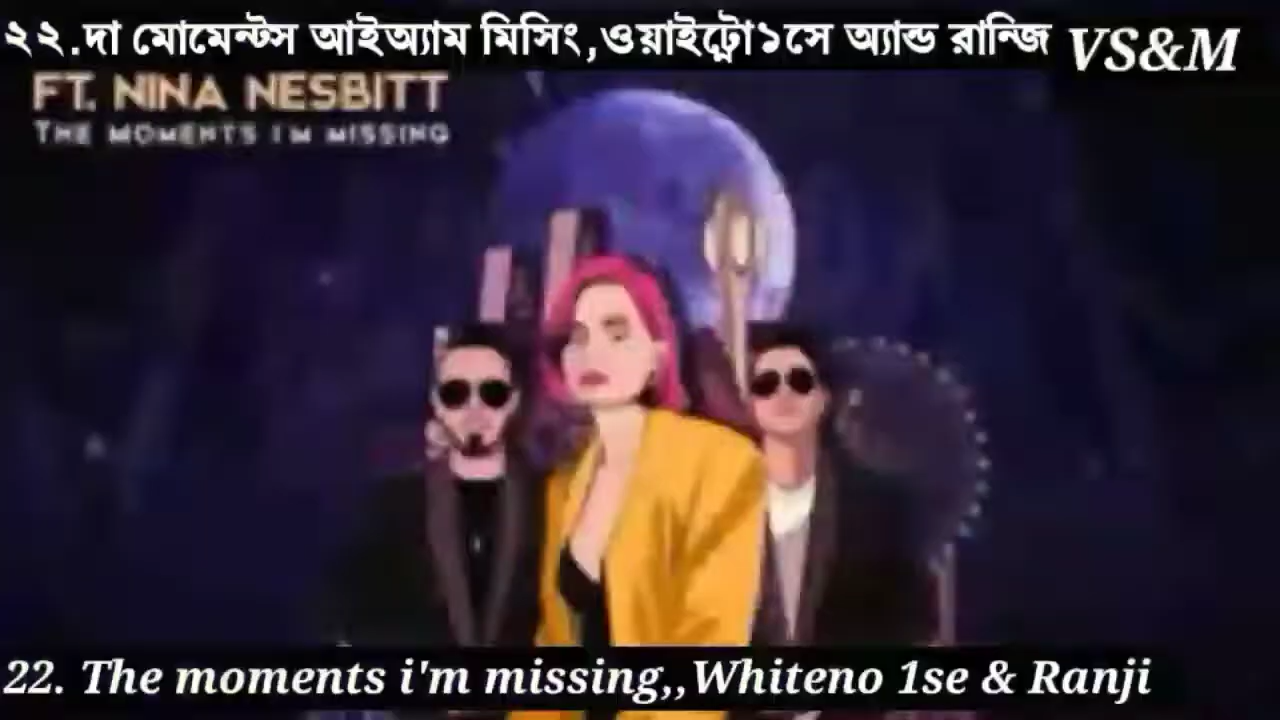 ২২.দা মোমেন্টস আইঅ্যাম মিসিং,ওয়াইট্নো১সে অ্যান্ড রান্জি
VS&M
FT. NINA NESBITT
THE MOMENTS I'M MISSING
22. The moments i'm missing,,Whiteno 1se & Ranji